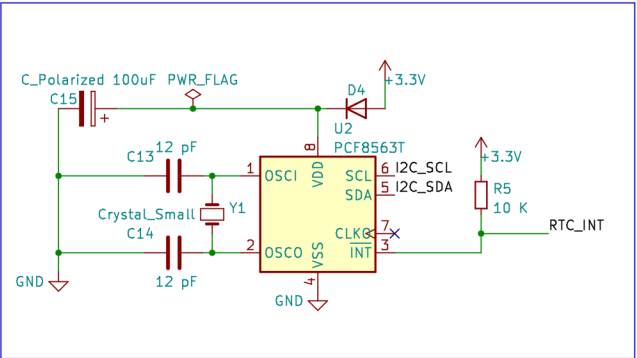 C_Polarized 100uF PWR_FLAG
C15
+
D4
+3.3V
U2
PCF8563T
8
VDD
12 pF
C13
1
OSCI
SCL
6
I2C_SCL
SDA
5
I2C_SDA
+3.3V
R5
10 K
Crystal_Small
Y1
C14
CLKO
7
RTC_INT
2
OSCO
VSS
INT
3
12 pF
GND
4
GND